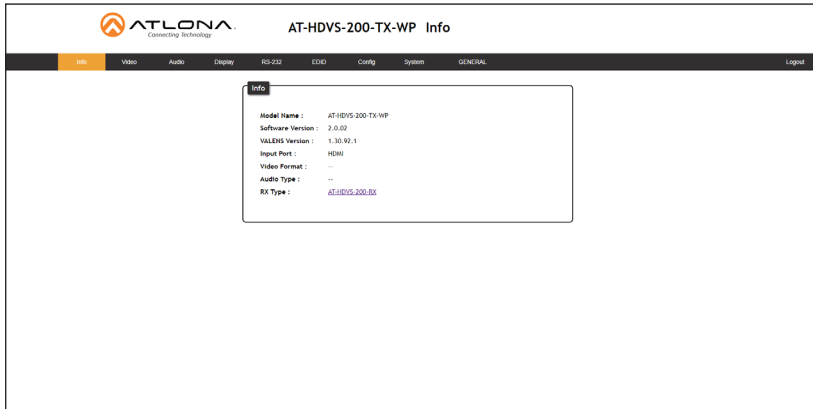 ATLONA.
Connecting Technology
AT-HDVS-200-TX-WP Info
Info Video Audio Display RS-232 EDID Config System GENERAL Logout
Info
Model Name : AT-HDVS-200-TX-WP
Software Version : 2.0.02
VALENS Version : 1.30.92.1
Input Port : HDMI
Video Format : --
Audio Type : --
RX Type : AT-HDVS-200-RX